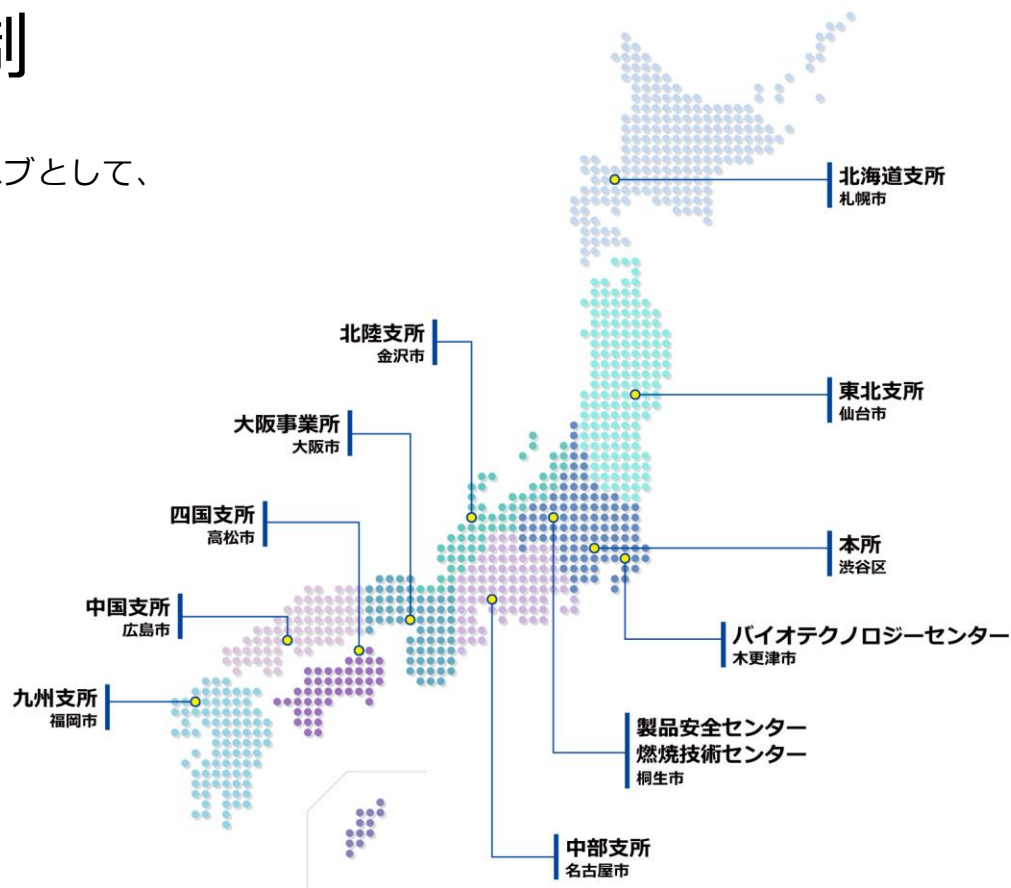 制
ブとして、
北海道支所
札幌市
北陸支所
金沢市
東北支所
仙台市
大阪事業所
大阪市
四国支所
高松市
本所
渋谷区
中国支所
広島市
バイオテクノロジーセンター
木更津市
九州支所
福岡市
製品安全センター
燃焼技術センター
桐生市
中部支所
名古屋市